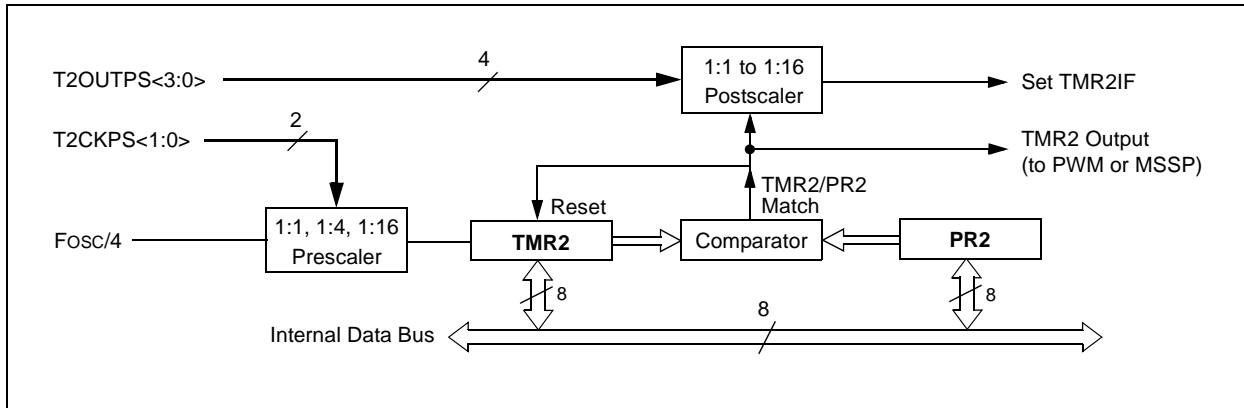 T2OUTPS<3:0>
4
1:1 to 1:16
Postscaler
Set TMR2IF
T2CKPS<1:0>
2
TMR2 Output
(to PWM or MSSP)
TMR2/PR2
Match
Reset
FOSC/4
1:1, 1:4, 1:16
Prescaler
TMR2
Comparator
PR2
8
8
Internal Data Bus
8